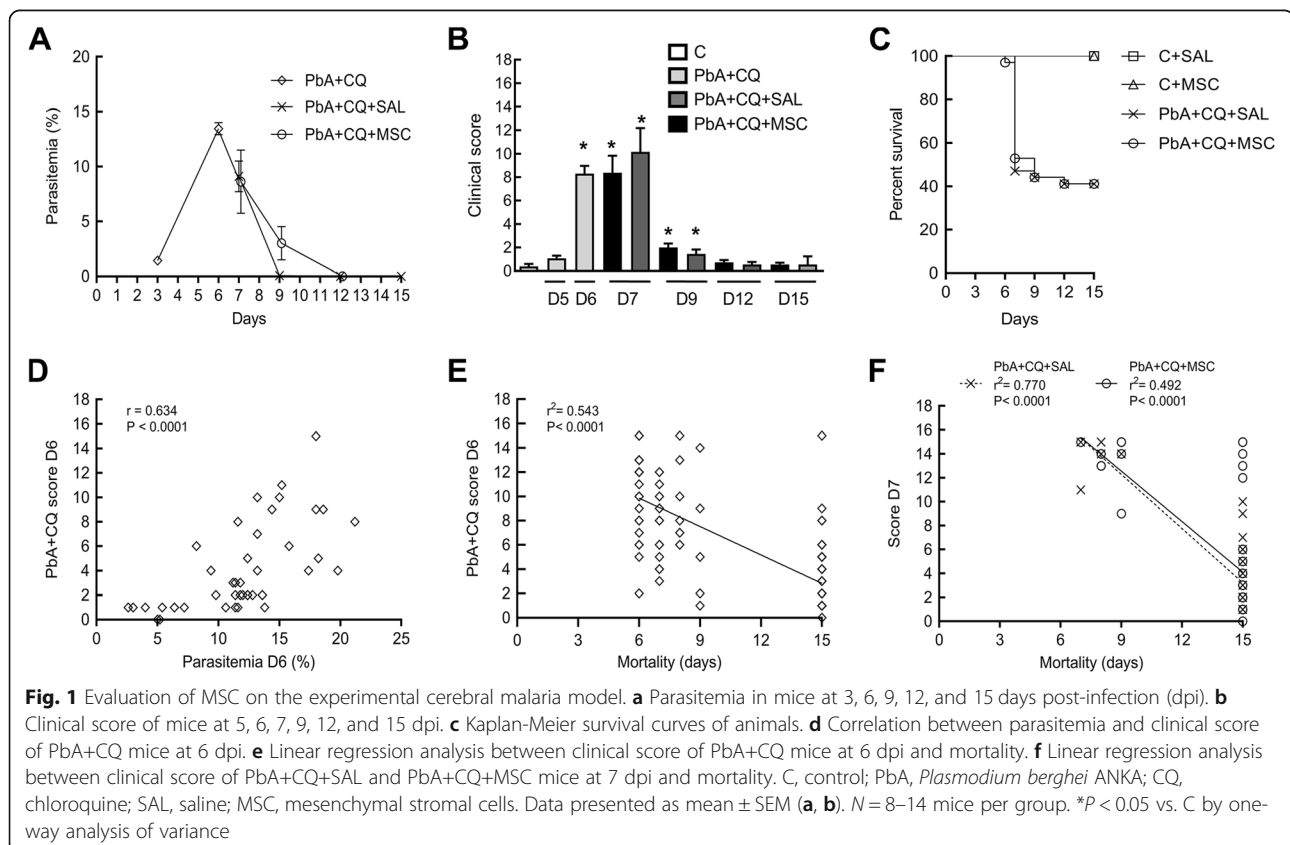 A
Parasitemia (%)
20
15
10
5
0
0 1 2 3 4 5 6 7 9 12 15
Days
PbA+CQ
PbA+CQ+SAL
PbA+CQ+MSC
B
Clinical score
18
16
14
12
10
8
6
4
2
0
* * * * *
C
PbA+CQ
PbA+CQ+SAL
PbA+CQ+MSC
D5 D6 D7 D9 D12 D15
C
Percent survival
100
80
60
40
20
0
0 3 6 9 12 15
Days
C+SAL
C+MSC
PbA+CQ+SAL
PbA+CQ+MSC
D
r = 0.634
P < 0.0001
PbA+CQ score D6
18
16
14
12
10
8
6
4
2
0
0 5 10 15 20 25
Parasitemia D6 (%)
E
r²= 0.543
P< 0.0001
PbA+CQ score D6
18
16
14
12
10
8
6
4
2
0
0 3 6 9 12 15
Mortality (days)
F
PbA+CQ+SAL
r²= 0.770
P< 0.0001
PbA+CQ+MSC
r²= 0.492
P< 0.0001
Score D7
18
16
14
12
10
8
6
4
2
0
0 3 6 9 12 15
Mortality (days)
Fig. 1 Evaluation of MSC on the experimental cerebral malaria model. a Parasitemia in mice at 3, 6, 9, 12, and 15 days post-infection (dpi). b
Clinical score of mice at 5, 6, 7, 9, 12, and 15 dpi. c Kaplan-Meier survival curves of animals. d Correlation between parasitemia and clinical score
of PbA+CQ mice at 6 dpi. e Linear regression analysis between clinical score of PbA+CQ mice at 6 dpi and mortality. f Linear regression analysis
between clinical score of PbA+CQ+SAL and PbA+CQ+MSC mice at 7 dpi and mortality. C, control; PbA, Plasmodium berghei ANKA; CQ,
chloroquine; SAL, saline; MSC, mesenchymal stromal cells. Data presented as mean ± SEM (a, b). N = 8–14 mice per group. *P < 0.05 vs. C by one-
way analysis of variance